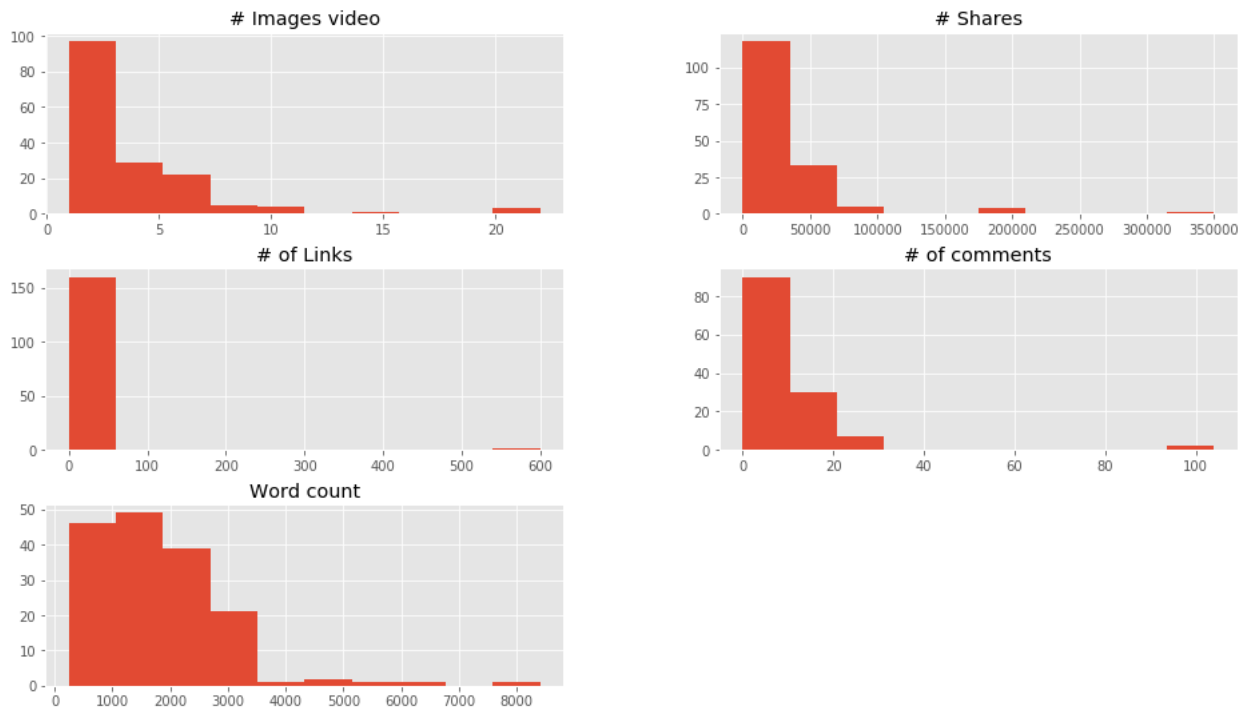 # Images video
100
80
60
40
20
0
0 5 10 15 20
# Shares
100
75
50
25
0
0 50000 100000 150000 200000 250000 300000 350000
# of Links
150
100
50
0
0 100 200 300 400 500 600
# of comments
80
60
40
20
0
0 20 40 60 80 100
Word count
50
40
30
20
10
0
0 1000 2000 3000 4000 5000 6000 7000 8000